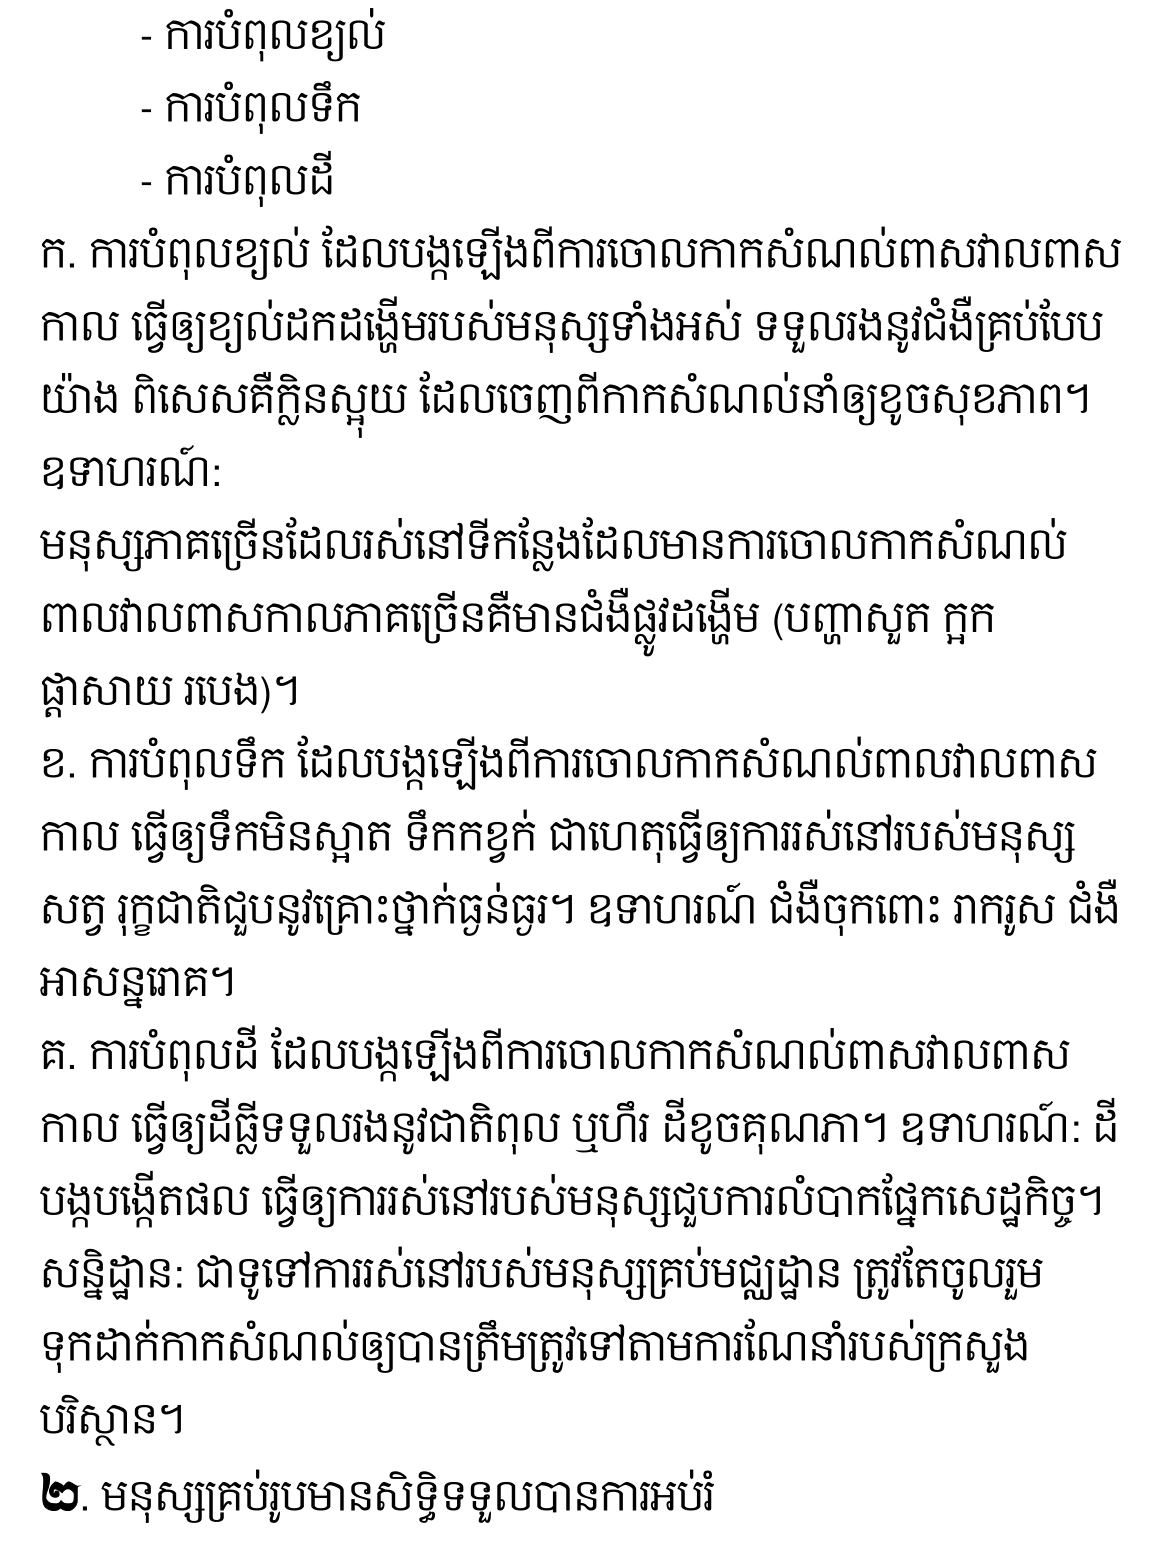 - ការបំពុលខ្យល់
- ការបំពុលទឹក
- ការបំពុលដី
ក. ការបំពុលខ្យល់ ដែលបង្កឡើងពីការចោលកាកសំណល់ពាសវាលពាស
កាល ធ្វើឲ្យខ្យល់ដកដង្ហើមរបស់មនុស្សទាំងអស់ ទទួលរងនូវជំងឺគ្រប់បែប
យ៉ាង ពិសេសគឺក្លិនស្អុយ ដែលចេញពីកាកសំណល់នាំឲ្យខូចសុខភាព។
ឧទាហរណ៍:
មនុស្សភាគច្រើនដែលរស់នៅទីកន្លែងដែលមានការចោលកាកសំណល់
ពាលវាលពាសកាលភាគច្រើនគឺមានជំងឺផ្លូវដង្ហើម (បញ្ហាសួត ក្អក
ផ្តាសាយ របេង)។
ខ. ការបំពុលទឹក ដែលបង្កឡើងពីការចោលកាកសំណល់ពាលវាលពាស
កាល ធ្វើឲ្យទឹកមិនស្អាត ទឹកកខ្វក់ ជាហេតុធ្វើឲ្យការរស់នៅរបស់មនុស្ស
សត្វ រុក្ខជាតិជួបនូវគ្រោះថ្នាក់ធ្ងន់ធ្ងរ។ ឧទាហរណ៍ ជំងឺចុកពោះ រាករូស ជំងឺ
អាសន្នរោគ។
គ. ការបំពុលដី ដែលបង្កឡើងពីការចោលកាកសំណល់ពាសវាលពាស
កាល ធ្វើឲ្យដីធ្លីទទួលរងនូវជាតិពុល ឬហឹរ ដីខូចគុណភា។ ឧទាហរណ៍: ដី
បង្កបង្កើតផល ធ្វើឲ្យការរស់នៅរបស់មនុស្សជួបការលំបាកផ្នែកសេដ្ឋកិច្ច។
សន្និដ្ឋាន: ជាទូទៅការរស់នៅរបស់មនុស្សគ្រប់មជ្ឈដ្ឋាន ត្រូវតែចូលរួម
ទុកដាក់កាកសំណល់ឲ្យបានត្រឹមត្រូវទៅតាមការណែនាំរបស់ក្រសួង
បរិស្ថាន។
២. មនុស្សគ្រប់រូបមានសិទ្ធិទទួលបានការអប់រំ